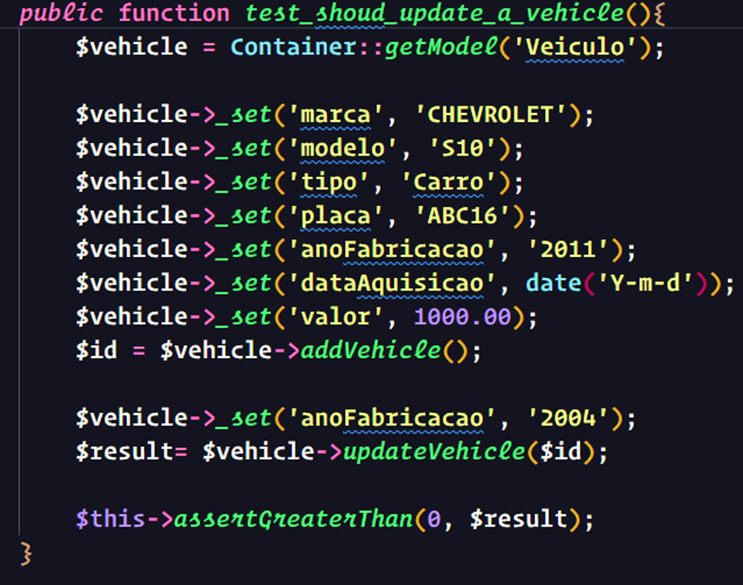 public function test_shoud_update_a_vehicle(){
$vehicle = Container::getModel('Veiculo');
$vehicle->_set('marca', 'CHEVROLET');
$vehicle->_set('modelo', 'S10');
$vehicle->_set('tipo', 'Carro');
$vehicle->_set('placa', 'ABC16');
$vehicle->_set('anoFabricacao', '2011');
$vehicle->_set('dataAquisicao', date('Y-m-d'));
$vehicle->_set('valor', 1000.00);
$id = $vehicle->addVehicle();
$vehicle->_set('anoFabricacao', '2004');
$result= $vehicle->updateVehicle($id);
$this->assertGreaterThan(0, $result);
}